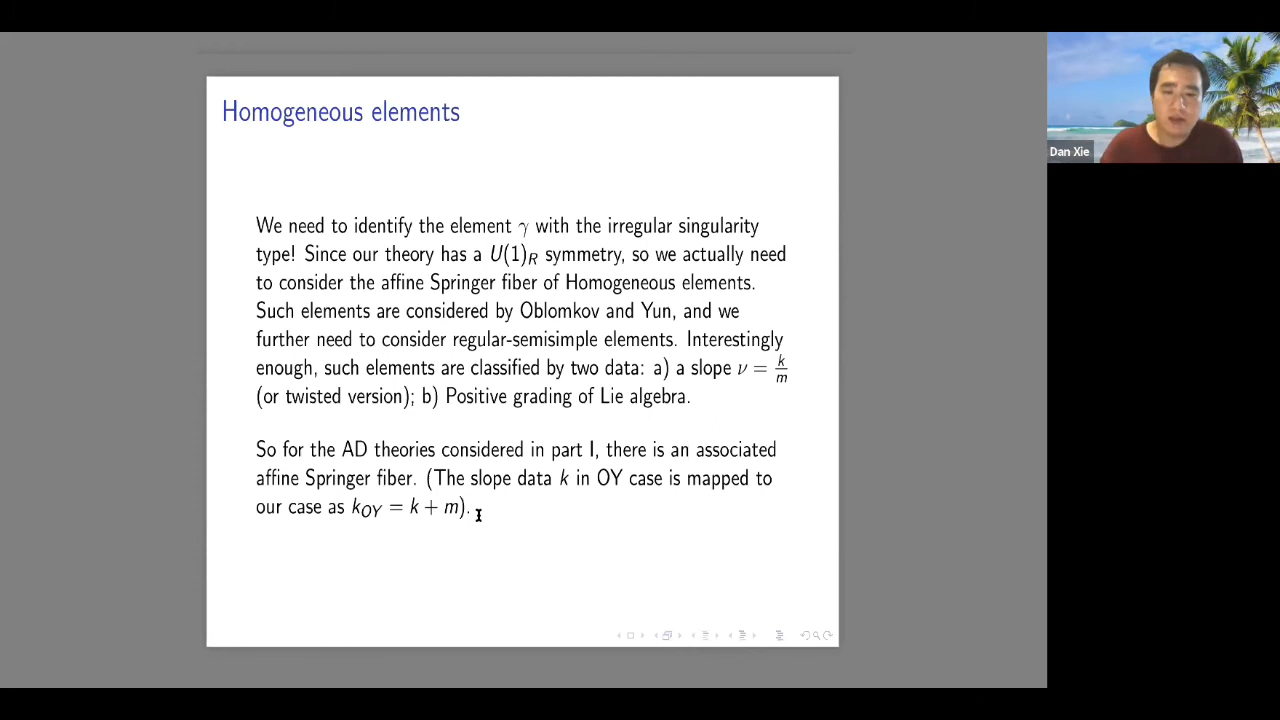 Homogeneous elements
We need to identify the element γ with the irregular singularity
type! Since our theory has a U(1)_R symmetry, so we actually need
to consider the affine Springer fiber of Homogeneous elements.
Such elements are considered by Oblomkov and Yun, and we
further need to consider regular-semisimple elements. Interestingly
enough, such elements are classified by two data: a) a slope ν = k/m
(or twisted version); b) Positive grading of Lie algebra.
So for the AD theories considered in part I, there is an associated
affine Springer fiber. (The slope data k in OY case is mapped to
our case as k_OY = k + m).
Dan Xie